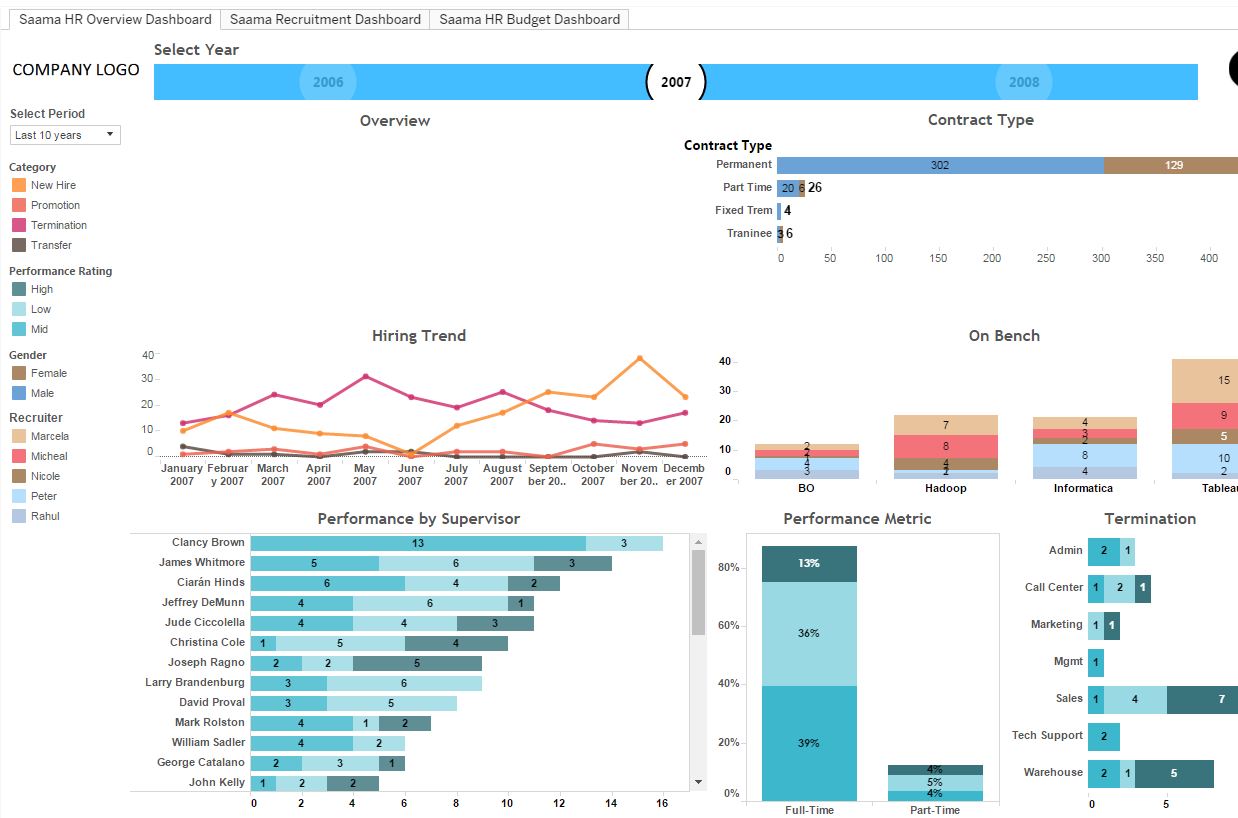 Saama HR Overview Dashboard Saama Recruitment Dashboard Saama HR Budget Dashboard
Select Year
COMPANY LOGO
2006 2007 2008
Select Period
Last 10 years
Category
New Hire
Promotion
Termination
Transfer
Performance Rating
High
Low
Mid
Gender
Female
Male
Recruiter
Marcela
Micheal
Nicole
Peter
Rahul
Overview
Contract Type
Contract Type
Permanent 302 129
Part Time 20 6 26
Fixed Trem 4
Traninee 3 6
0 50 100 150 200 250 300 350 400
Hiring Trend
40
30
20
10
0
January 2007
Februar y 2007
March 2007
April 2007
May 2007
June 2007
July 2007
August 2007
Septem ber 20..
October 2007
Novem ber 20..
Decemb er 2007
On Bench
40
30
20
10
0
2
2
4
3
BO
7
8
4
Hadoop
4
3
2
8
4
Informatica
15
9
5
10
2
Tableau
Performance by Supervisor
Clancy Brown 13 3
James Whitmore 5 6 3
Ciarán Hinds 6 4 2
Jeffrey DeMunn 4 6 1
Jude Ciccolella 4 4 3
Christina Cole 1 5 4
Joseph Ragno 2 2 5
Larry Brandenburg 3 6
David Proval 3 5
Mark Rolston 4 1 2
William Sadler 4 2
George Catalano 2 3 1
John Kelly 1 2 2
0 2 4 6 8 10 12 14 16
Performance Metric
80%
60%
40%
20%
0%
13%
36%
39%
4%
5%
4%
Full-Time Part-Time
Termination
Admin 2 1
Call Center 1 2 1
Marketing 1 1
Mgmt 1
Sales 1 4 7
Tech Support 2
Warehouse 2 1 5
0 5